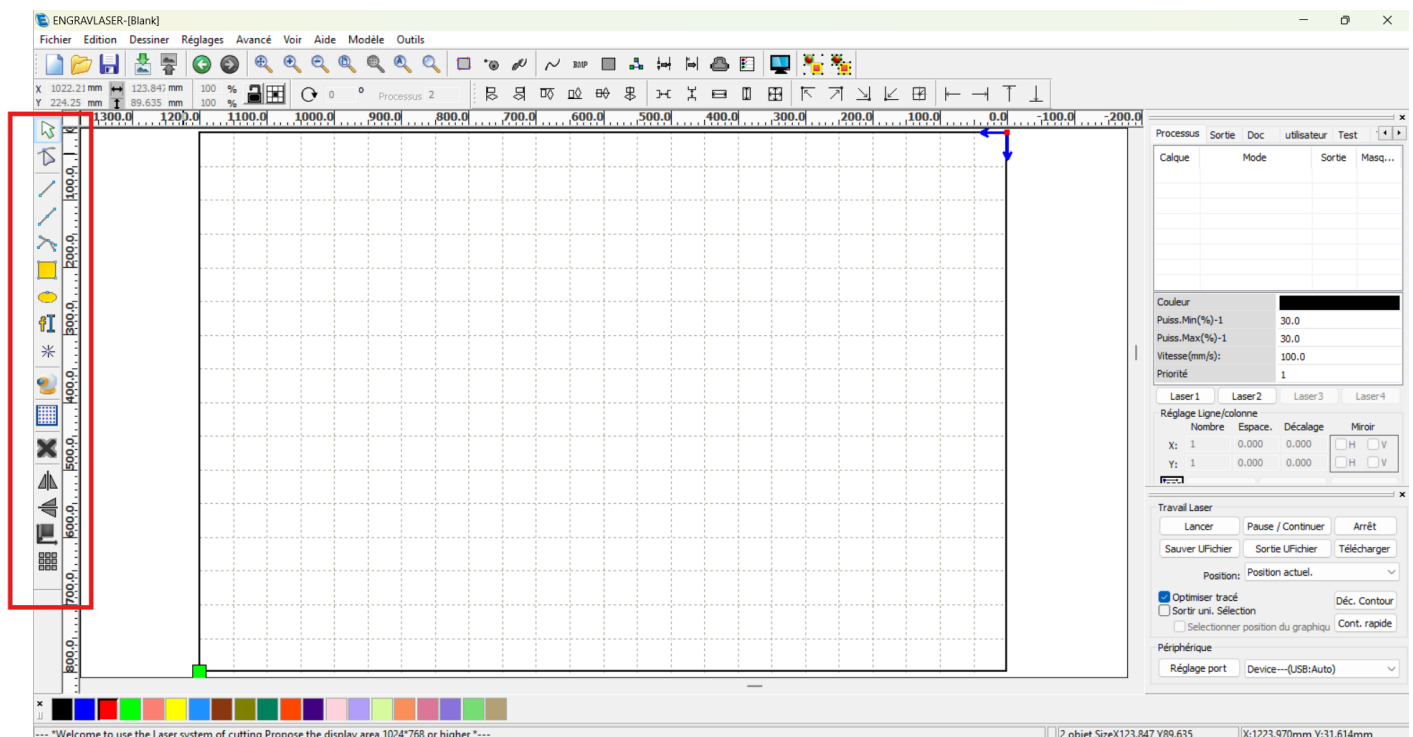 ENGRAVLASER-[Blank]
Fichier Edition Dessiner Réglages Avancé Voir Aide Modèle Outils
BMP
X 1022.21 mm 123.847 mm 100 %
Y 224.25 mm 89.635 mm 100 %
0 ° Processus 2
1300.0 1200.0 1100.0 1000.0 900.0 800.0 700.0 600.0 500.0 400.0 300.0 200.0 100.0 0.0 -100.0 -200.0
100.0
200.0
300.0
400.0
500.0
600.0
700.0
800.0
Processus Sortie Doc utilisateur Test
Calque Mode Sortie Masq...
Couleur
Puiss.Min(%)-1 30.0
Puiss.Max(%)-1 30.0
Vitesse(mm/s): 100.0
Priorité 1
Laser1 Laser2 Laser3 Laser4
Réglage Ligne/colonne
Nombre Espace. Décalage Miroir
X: 1 0.000 0.000 H V
Y: 1 0.000 0.000 H V
Travail Laser
Lancer Pause / Continuer Arrêt
Sauver UFichier Sortie UFichier Télécharger
Position: Position actuel.
Optimiser tracé
Déc. Contour
Sortir uni. Sélection
Selectionner position du graphiqu Cont. rapide
Périphérique
Réglage port Device---(USB:Auto)
--- *Welcome to use the Laser system of cutting,Propose the display area 1024*768 or higher *---
2 objet SizeX123.847 Y89.635
X:1223.970mm Y:31.614mm